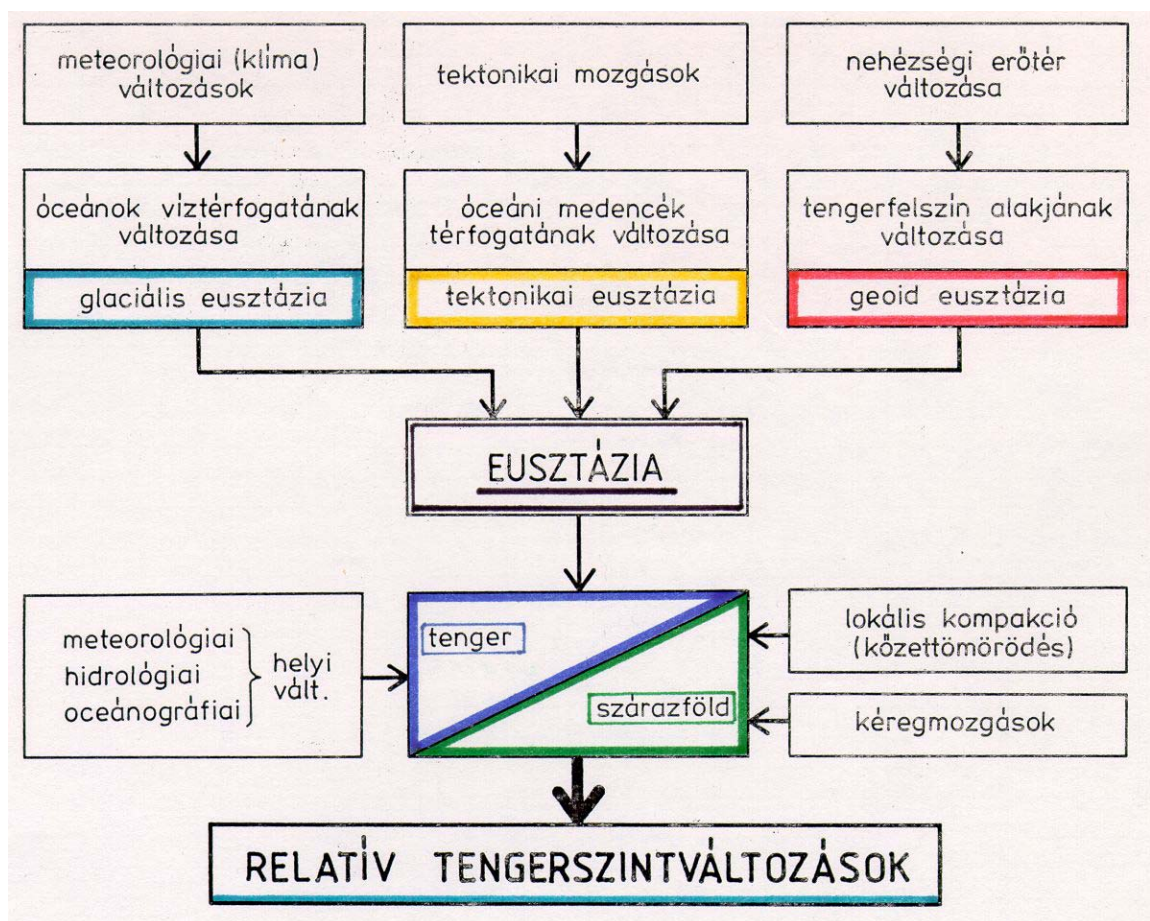 meteorológiai (klíma)
változások
tektonikai mozgások
nehézségi erőtér
változása
óceánok víztérfogatának
változása
glaciális eusztázia
óceáni medencék
térfogatának változása
tektonikai eusztázia
tengerfelszín alakjának
változása
geoid eusztázia
EUSZTÁZIA
meteorológiai
hidrológiai
oceánográfiai
helyi
vált.
tenger
szárazföld
lokális kompakció
(kőzettömörödés)
kéregmozgások
RELATÍV TENGERSZINTVÁLTOZÁSOK